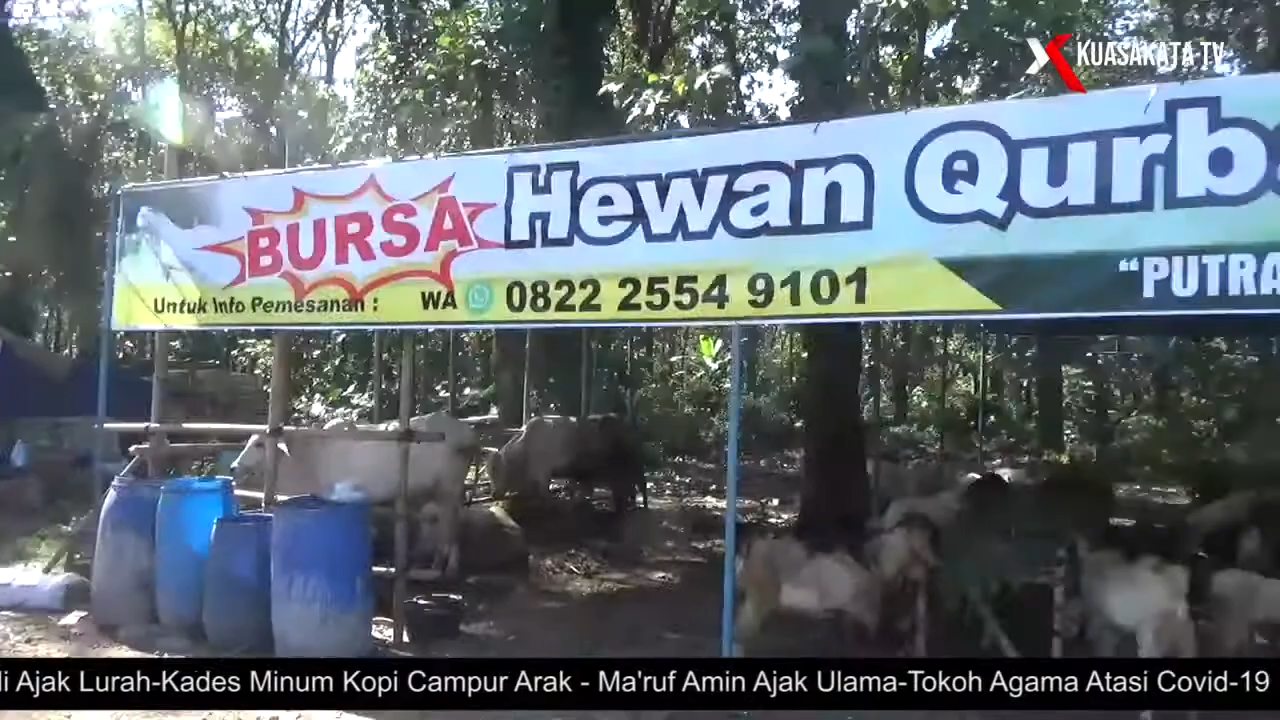 KUASAKATA TV
BURSA Hewan Qurb
Untuk Info Pemesanan : WA 0822 2554 9101
"PUTRA
li Ajak Lurah-Kades Minum Kopi Campur Arak - Ma'ruf Amin Ajak Ulama-Tokoh Agama Atasi Covid-19